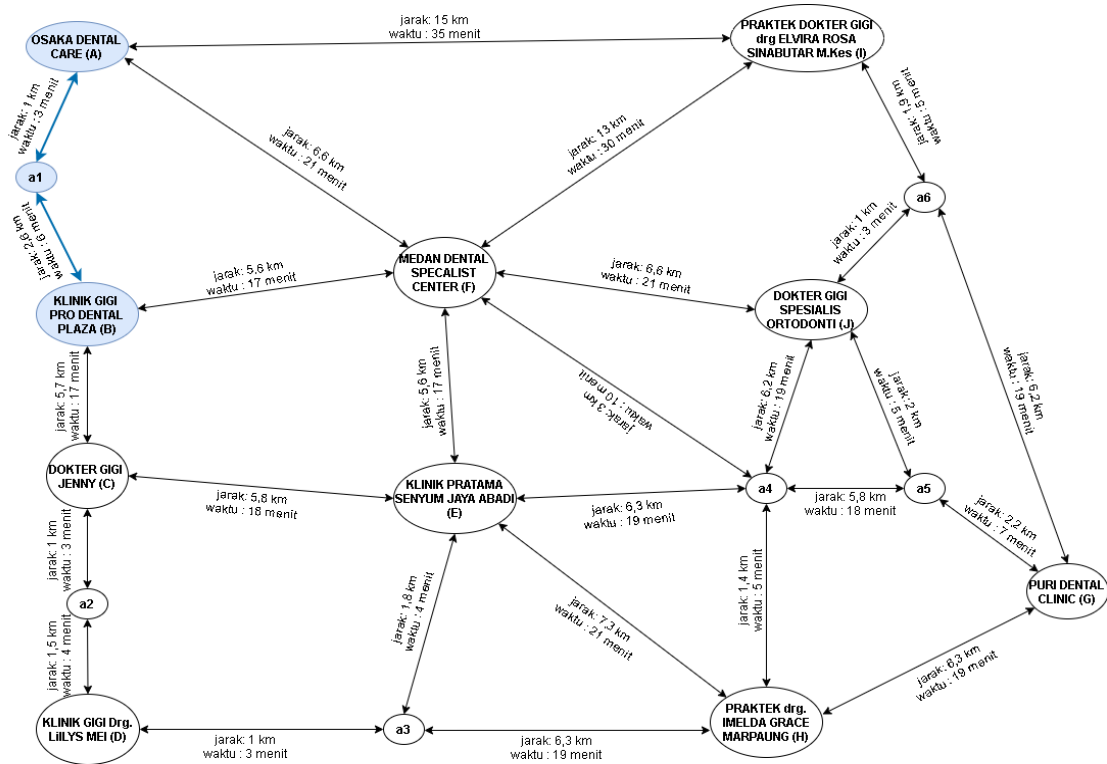 jarak: 15 km
waktu : 35 menit
OSAKA DENTAL
CARE (A)
PRAKTEK DOKTER GIGI
drg ELVIRA ROSA
SINABUTAR M.Kes (I)
jarak: 1 km
waktu : 3 menit
jarak: 6,6 km
waktu : 21 menit
jarak: 13 km
waktu : 30 menit
jarak: 1,9 km
waktu : 5 menit
a1
a6
jarak: 2,6 km
waktu : 6 menit
jarak: 1 km
waktu : 3 menit
MEDAN DENTAL
SPECALIST
CENTER (F)
jarak: 5,6 km
waktu : 17 menit
jarak: 6,6 km
waktu : 21 menit
KLINIK GIGI
PRO DENTAL
PLAZA (B)
DOKTER GIGI
SPESIALIS
ORTODONTI (J)
jarak: 5,7 km
waktu : 17 menit
jarak: 5,6 km
waktu : 17 menit
jarak: 3 km
waktu : 10 menit
jarak: 6,2 km
waktu : 19 menit
jarak: 2 km
waktu : 5 menit
jarak: 6,2 km
waktu : 19 menit
DOKTER GIGI
JENNY (C)
jarak: 5,8 km
waktu : 18 menit
KLINIK PRATAMA
SENYUM JAYA ABADI
(E)
jarak: 6,3 km
waktu : 19 menit
a4
jarak: 5,8 km
waktu : 18 menit
a5
jarak: 2,2 km
waktu : 7 menit
jarak: 1 km
waktu : 3 menit
a2
jarak: 1,8 km
waktu : 4 menit
jarak: 7,3 km
waktu : 21 menit
jarak: 1,4 km
waktu : 5 menit
PURI DENTAL
CLINIC (G)
jarak: 1,5 km
waktu : 4 menit
jarak: 6,3 km
waktu : 19 menit
KLINIK GIGI Drg.
LilLYS MEI (D)
jarak: 1 km
waktu : 3 menit
a3
jarak: 6,3 km
waktu : 19 menit
PRAKTEK drg.
IMELDA GRACE
MARPAUNG (H)